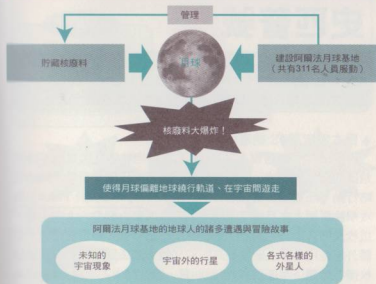 管理
貯藏核廢料
月球
建設阿爾法月球基地
（共有311名人員服勤）
核廢料大爆炸！
使得月球偏離地球繞行軌道、在宇宙間遊走
阿爾法月球基地的地球人的諸多遭遇與冒險故事
未知的
宇宙現象
宇宙外的行星
各式各樣的
外星人